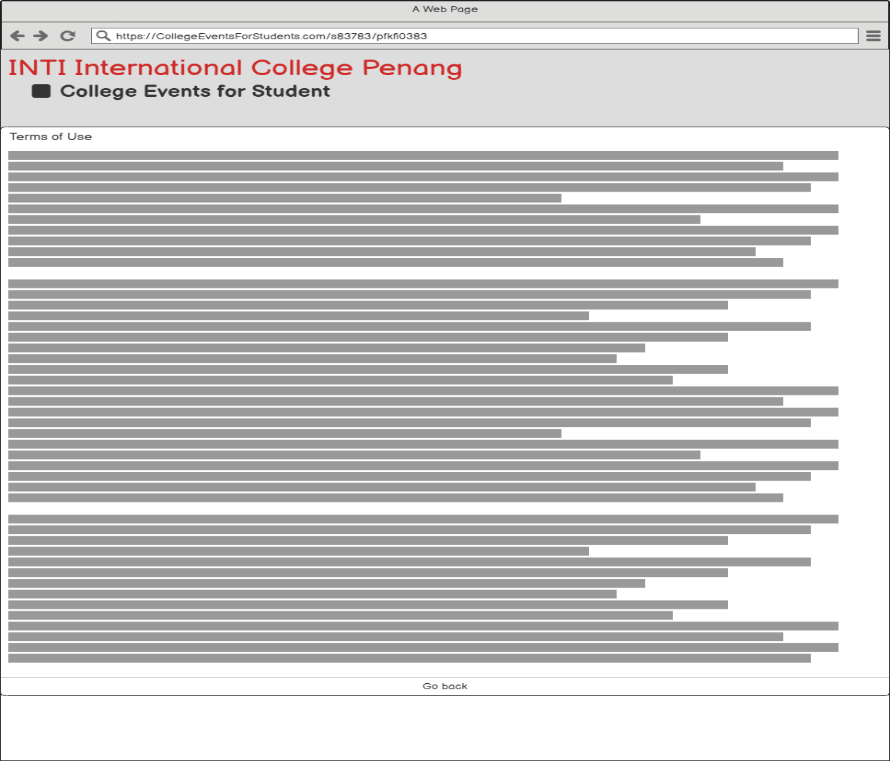 A Web Page
https://CollegeEventsForStudents.com/s83783/pfkfi0383
INTI International College Penang
College Events for Student
Terms of Use
Go back